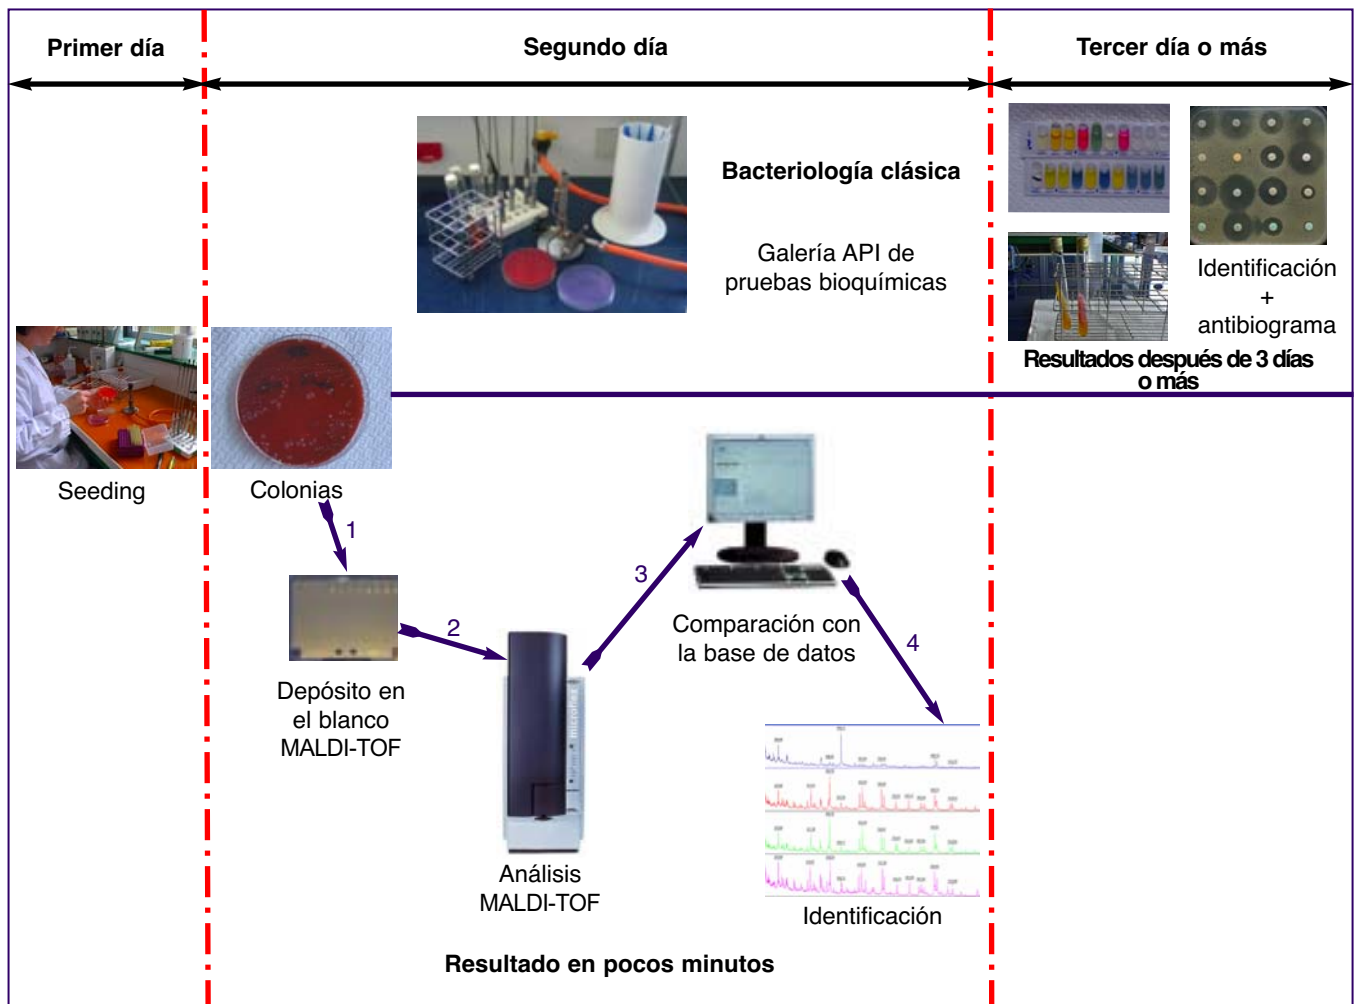 Primer día
Segundo día
Tercer día o más
Bacteriología clásica
Galería API de
pruebas bioquímicas
Identificación
+
antibiograma
Resultados después de 3 días
o más
Seeding
Colonias
1
2
3
4
Depósito en
el blanco
MALDI-TOF
microflex
Análisis
MALDI-TOF
Comparación con
la base de datos
Identificación
Resultado en pocos minutos